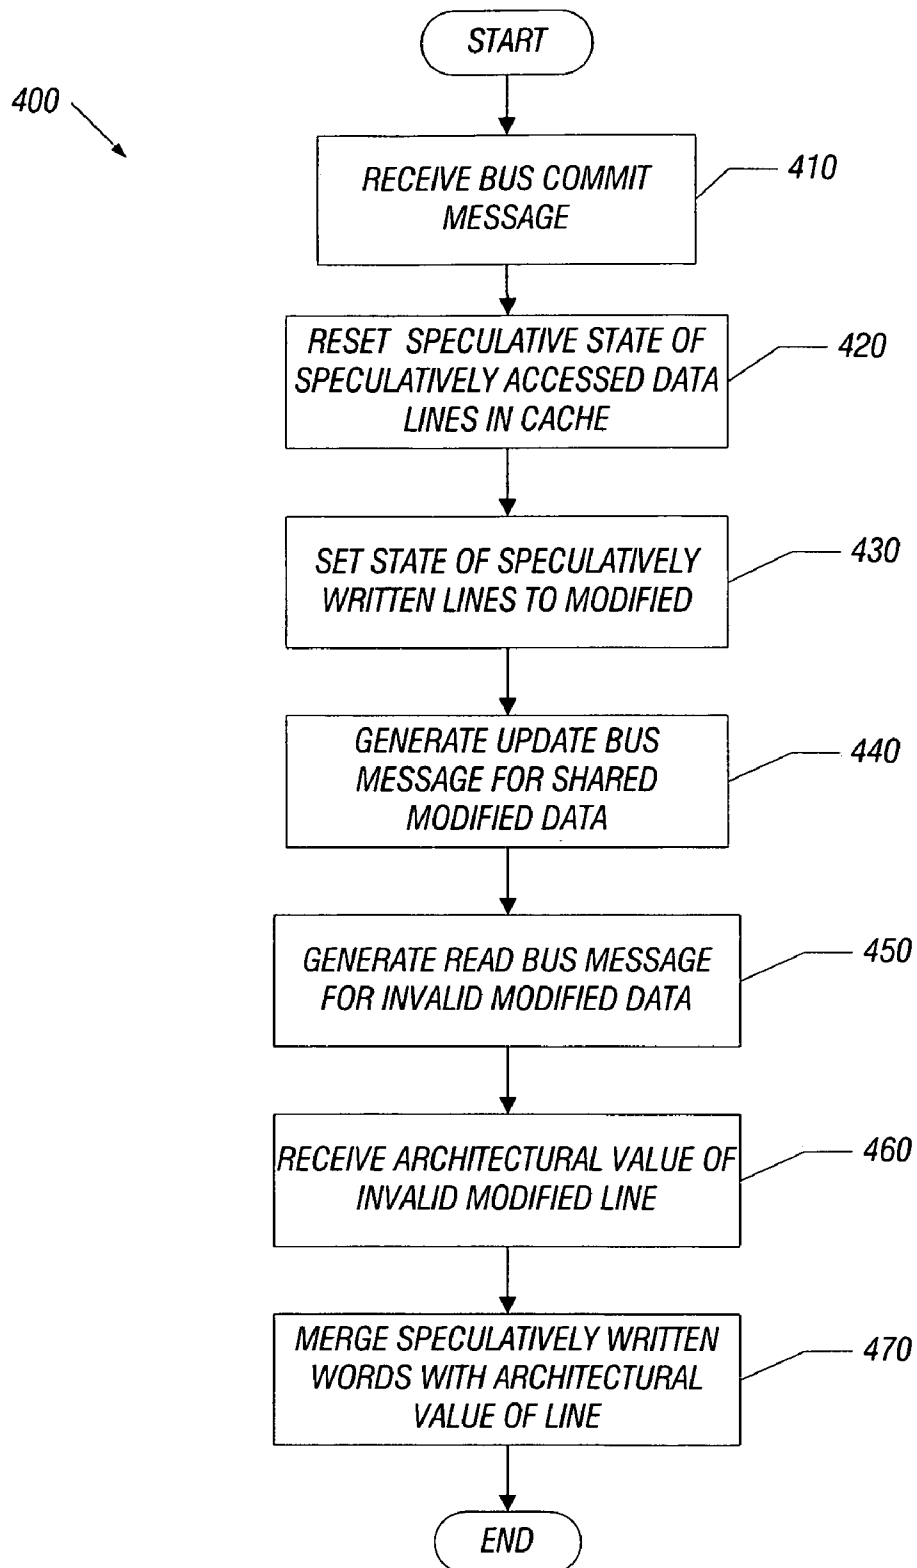 START
400
RECEIVE BUS COMMIT
MESSAGE
410
RESET SPECULATIVE STATE OF
SPECULATIVELY ACCESSED DATA
LINES IN CACHE
420
SET STATE OF SPECULATIVELY
WRITTEN LINES TO MODIFIED
430
GENERATE UPDATE BUS
MESSAGE FOR SHARED
MODIFIED DATA
440
GENERATE READ BUS MESSAGE
FOR INVALID MODIFIED DATA
450
RECEIVE ARCHITECTURAL VALUE OF
INVALID MODIFIED LINE
460
MERGE SPECULATIVELY WRITTEN
WORDS WITH ARCHITECTURAL
VALUE OF LINE
470
END